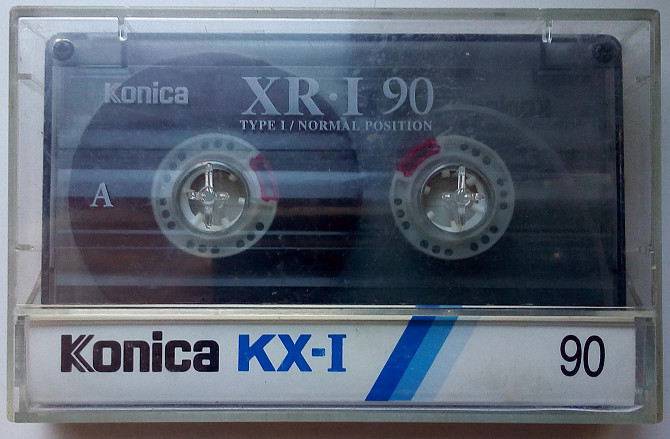 Konica XR·I 90
TYPE I / NORMAL POSITION
A
Konica KX-I 90